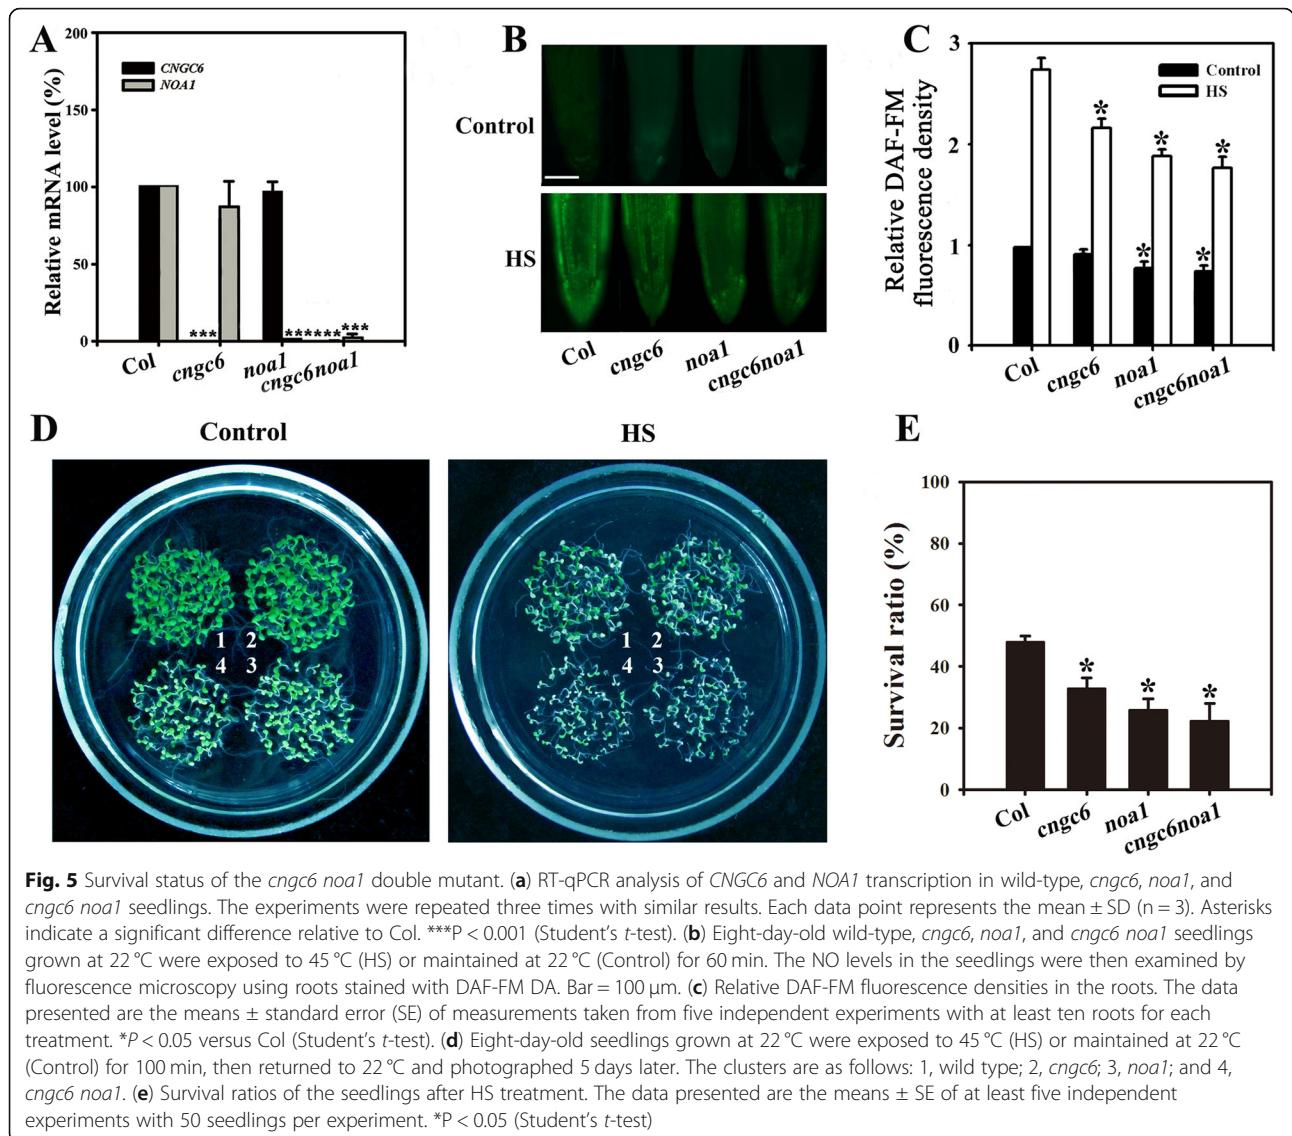 A
200
150
100
50
0
Relative mRNA level (%)
CNGC6
NOA1
***
***
***
***
Col
cngc6
noa1
cngc6noa1
B
Control
HS
Col
cngc6
noa1
cngc6noa1
C
3
2
1
0
Relative DAF-FM
fluorescence density
Control
HS
*
*
*
*
*
Col
cngc6
noa1
cngc6noa1
D
Control
HS
1 2
4 3
1 2
4 3
E
100
80
60
40
20
0
Survival ratio (%)
*
*
*
Col
cngc6
noa1
cngc6noa1
Fig. 5 Survival status of the cngc6 noa1 double mutant. (a) RT-qPCR analysis of CNGC6 and NOA1 transcription in wild-type, cngc6, noa1, and
cngc6 noa1 seedlings. The experiments were repeated three times with similar results. Each data point represents the mean ± SD (n = 3). Asterisks
indicate a significant difference relative to Col. ***P < 0.001 (Student's t-test). (b) Eight-day-old wild-type, cngc6, noa1, and cngc6 noa1 seedlings
grown at 22 °C were exposed to 45 °C (HS) or maintained at 22 °C (Control) for 60 min. The NO levels in the seedlings were then examined by
fluorescence microscopy using roots stained with DAF-FM DA. Bar = 100 μm. (c) Relative DAF-FM fluorescence densities in the roots. The data
presented are the means ± standard error (SE) of measurements taken from five independent experiments with at least ten roots for each
treatment. *P < 0.05 versus Col (Student's t-test). (d) Eight-day-old seedlings grown at 22 °C were exposed to 45 °C (HS) or maintained at 22 °C
(Control) for 100 min, then returned to 22 °C and photographed 5 days later. The clusters are as follows: 1, wild type; 2, cngc6; 3, noa1; and 4,
cngc6 noa1. (e) Survival ratios of the seedlings after HS treatment. The data presented are the means ± SE of at least five independent
experiments with 50 seedlings per experiment. *P < 0.05 (Student's t-test)